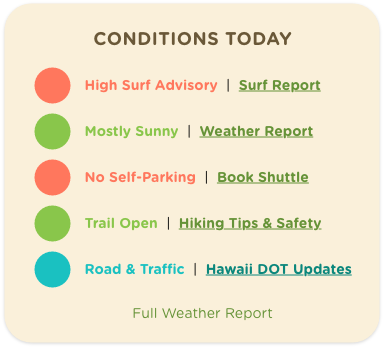 CONDITIONS TODAY
High Surf Advisory | Surf Report
Mostly Sunny | Weather Report
No Self-Parking | Book Shuttle
Trail Open | Hiking Tips & Safety
Road & Traffic | Hawaii DOT Updates
Full Weather Report